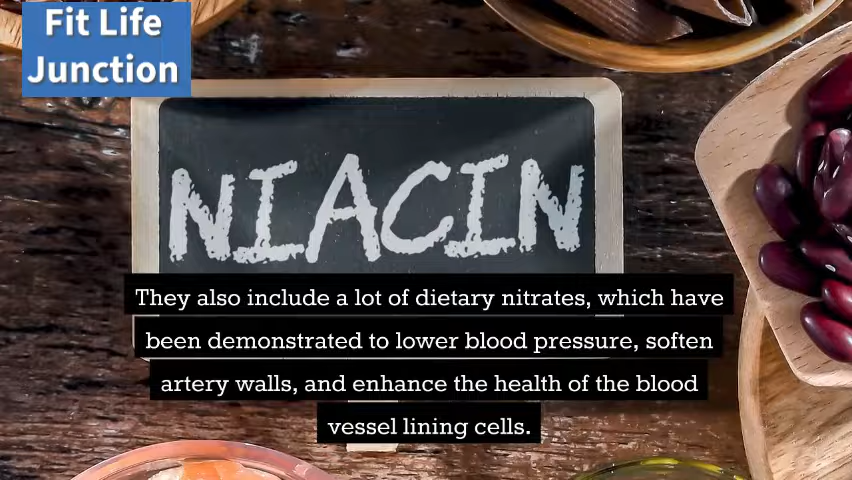 Fit Life
Junction
NIACIN
They also include a lot of dietary nitrates, which have
been demonstrated to lower blood pressure, soften
artery walls, and enhance the health of the blood
vessel lining cells.